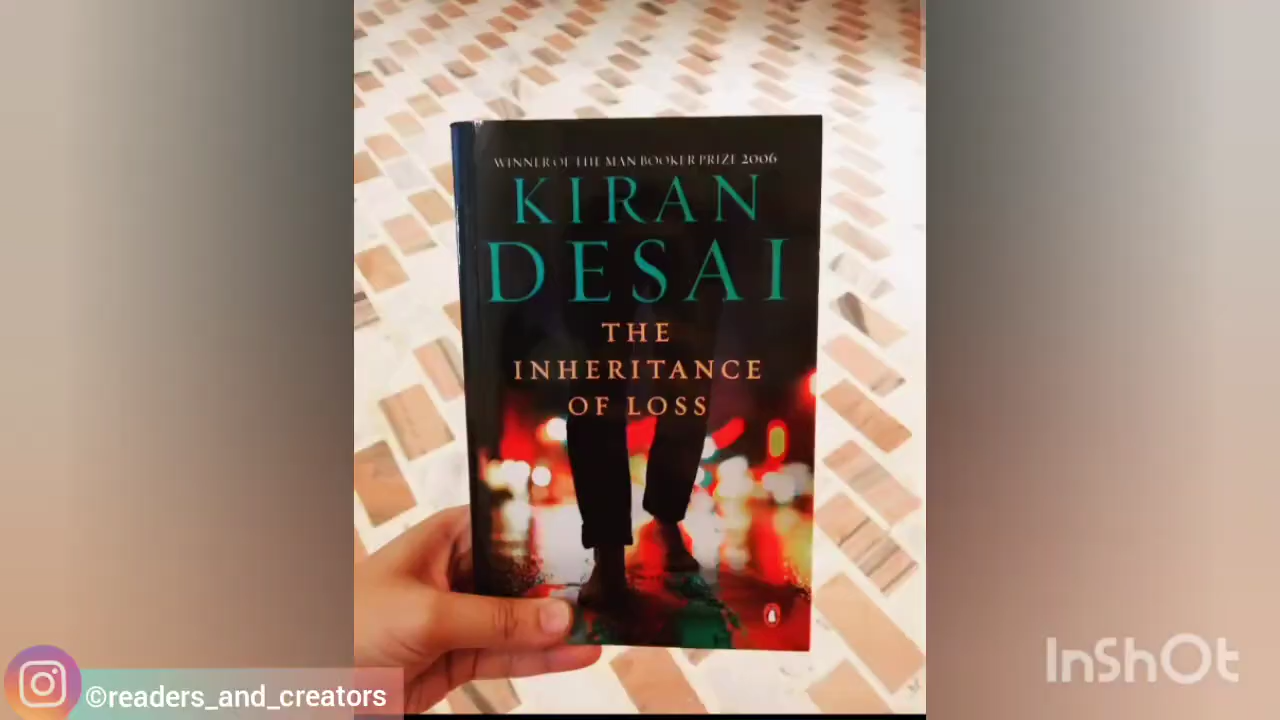 WINNER OF THE MAN BOOKER PRIZE 2006
KIRAN
DESAI
THE
INHERITANCE
OF LOSS
©readers_and_creators
InShOt